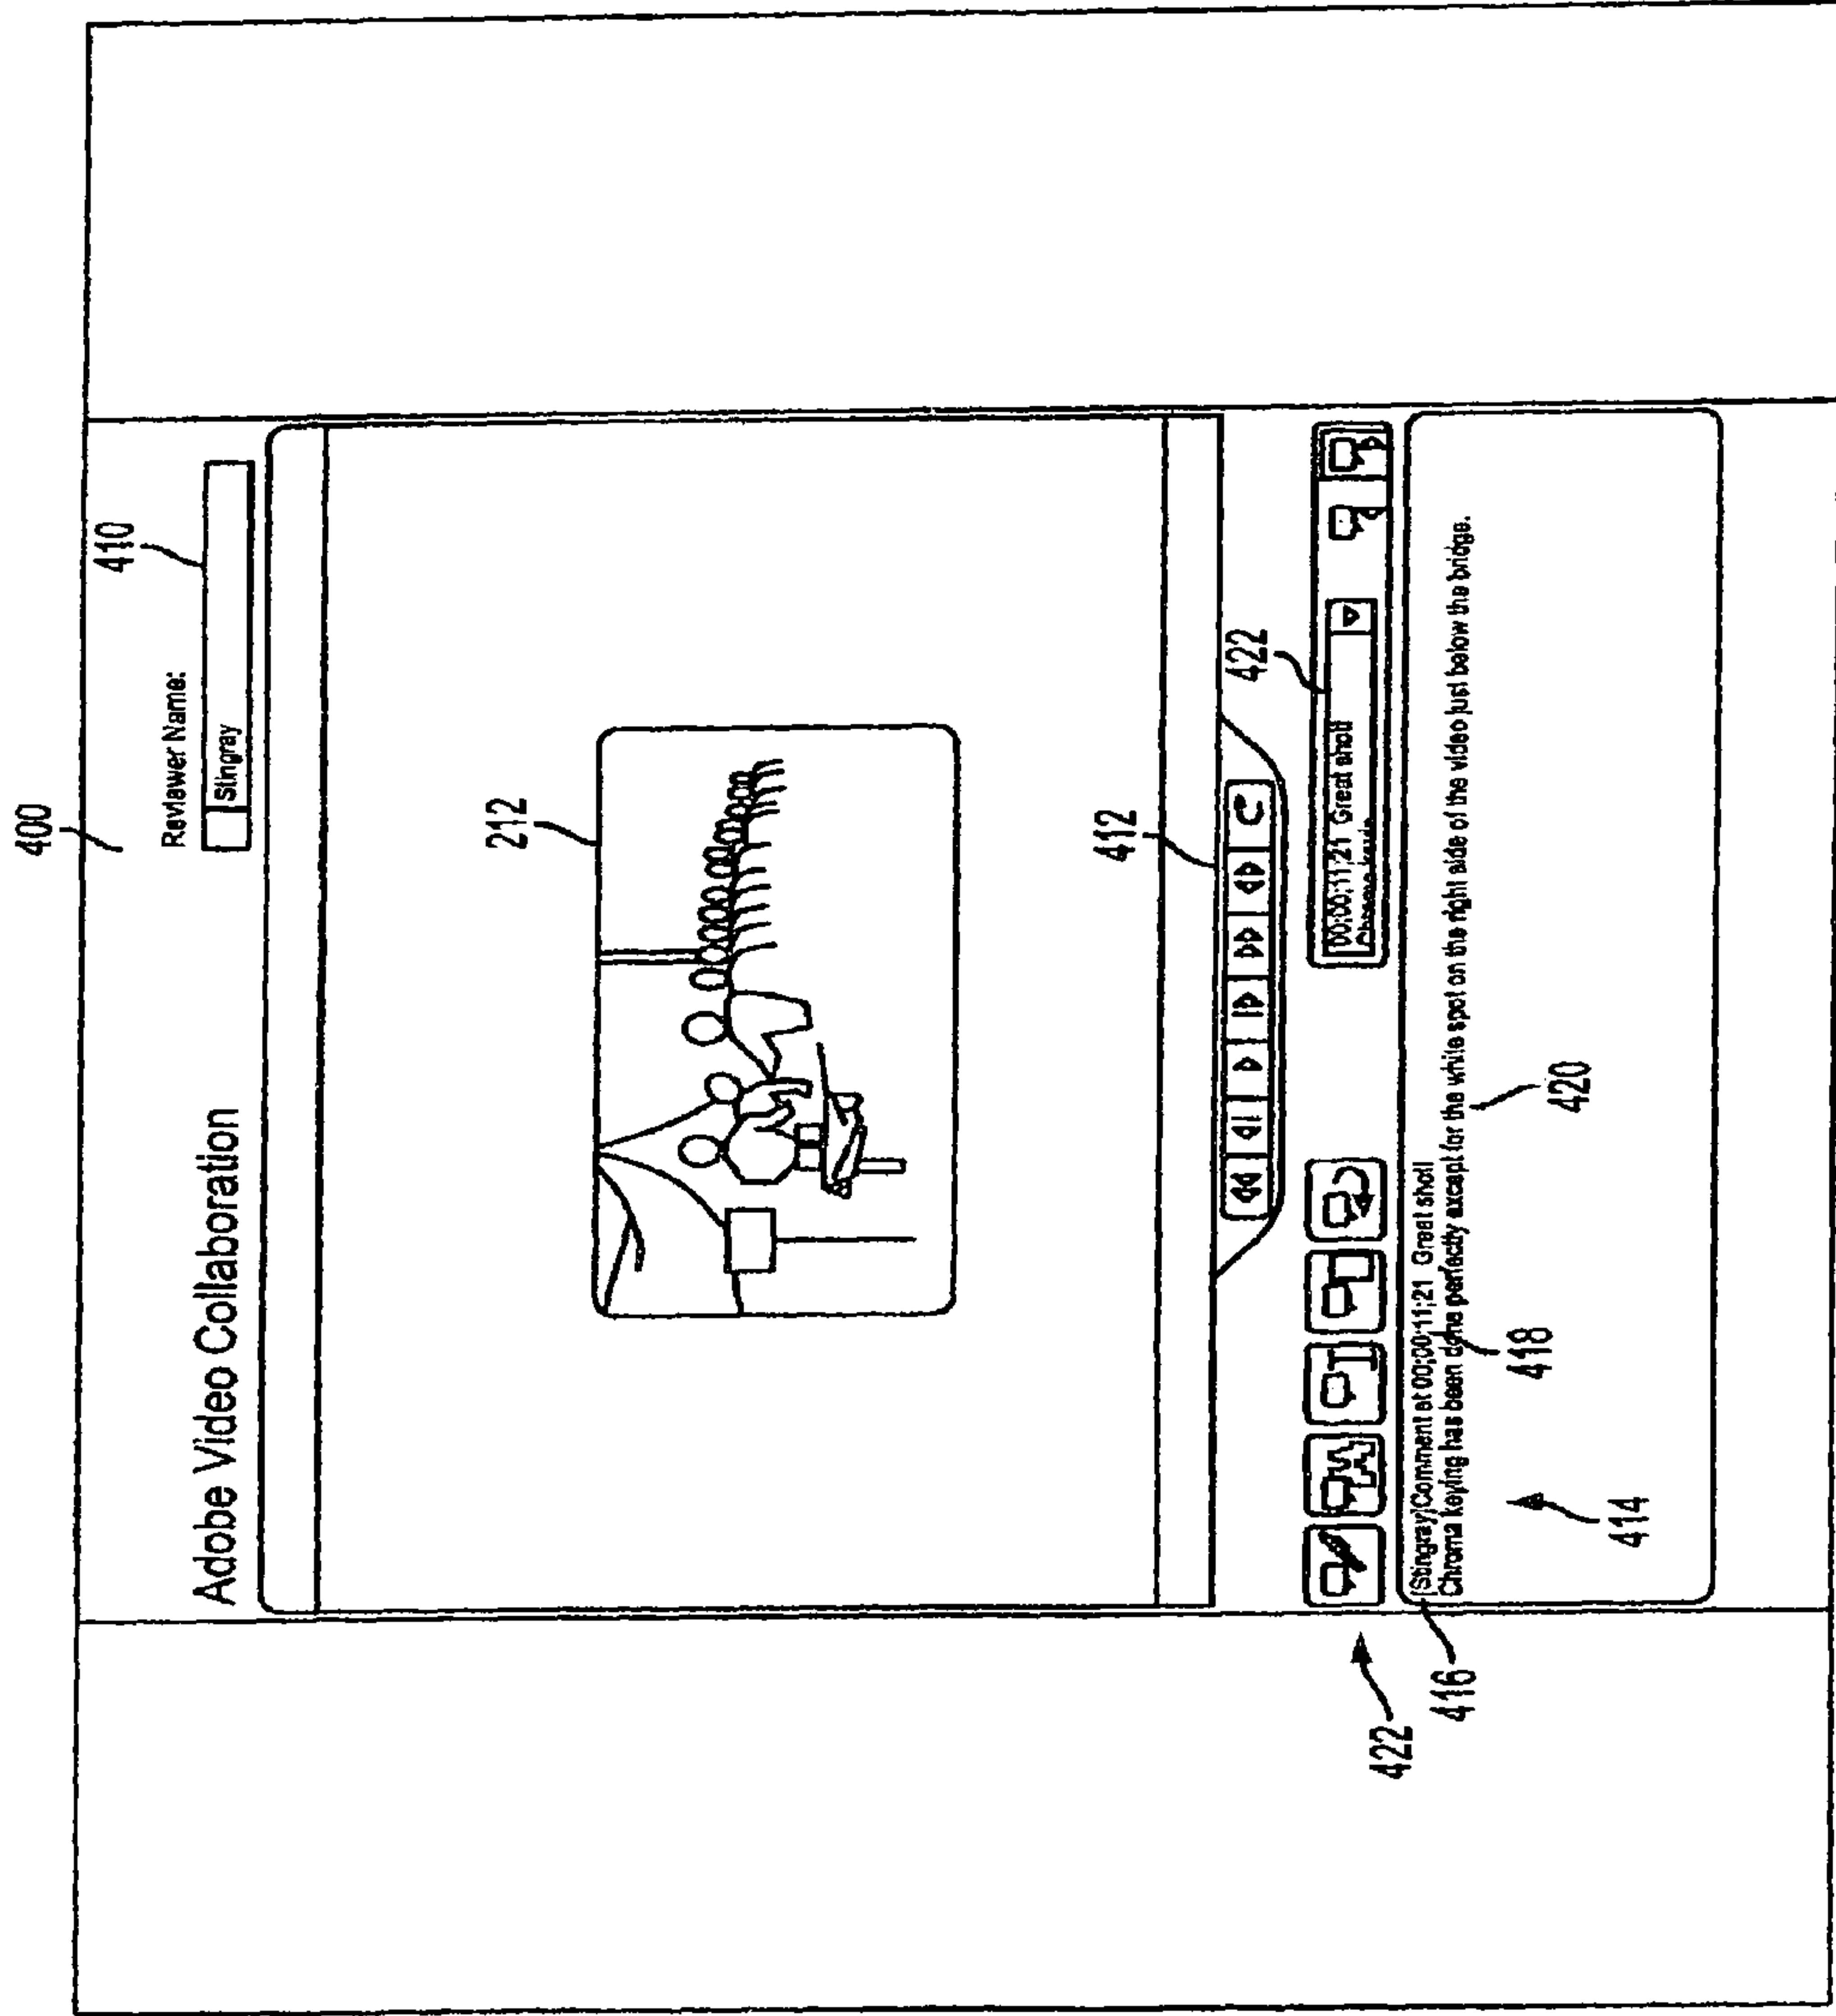 400
Adobe Video Collaboration
Reviewer Name:
410
Stingray
212
412
422
00;00;11;21 Great shot!
422
416
[Stingray]Comment at 00;00;11;21 Great shot!
Chroma keying has been done perfectly except for the white spot on the right side of the video just below the bridge.
418
420
414